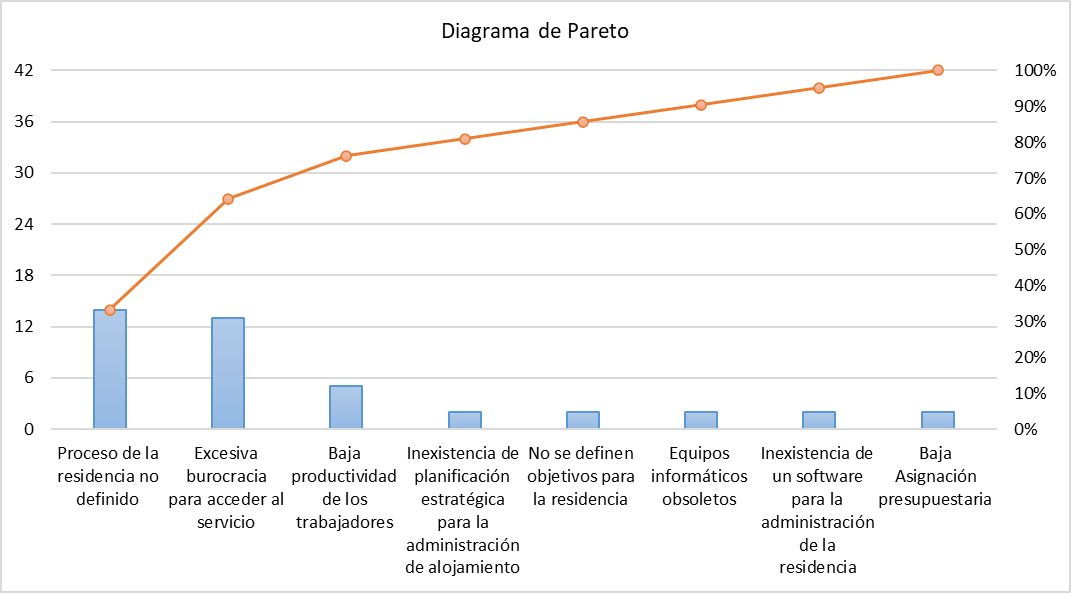 Diagrama de Pareto
42
36
30
24
18
12
6
0
100%
90%
80%
70%
60%
50%
40%
30%
20%
10%
0%
Proceso de la
residencia no
definido
Excesiva
burocracia
para acceder al
servicio
Baja
productividad
de los
trabajadores
Inexistencia de
planificación
estratégica
para la
administración
de alojamiento
No se definen
objetivos para
la residencia
Equipos
informáticos
obsoletos
Inexistencia de
un software
para la
administración
de la
residencia
Baja
Asignación
presupuestaria